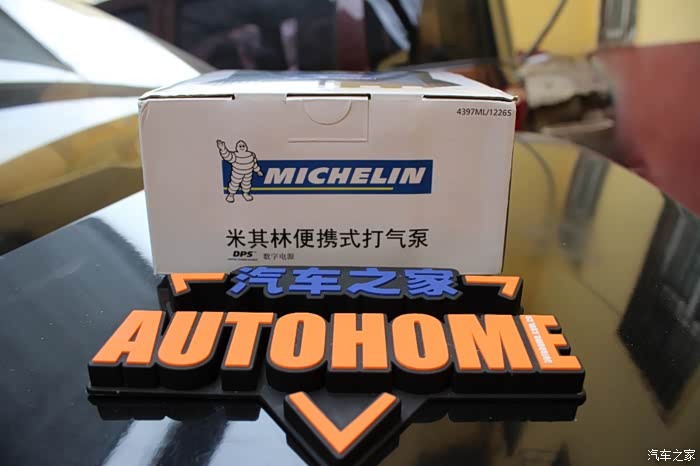 4397ML/12265
MICHELIN
米其林便携式打气泵
DPS 数字电源
汽车之家
AUTOHOME
汽车之家